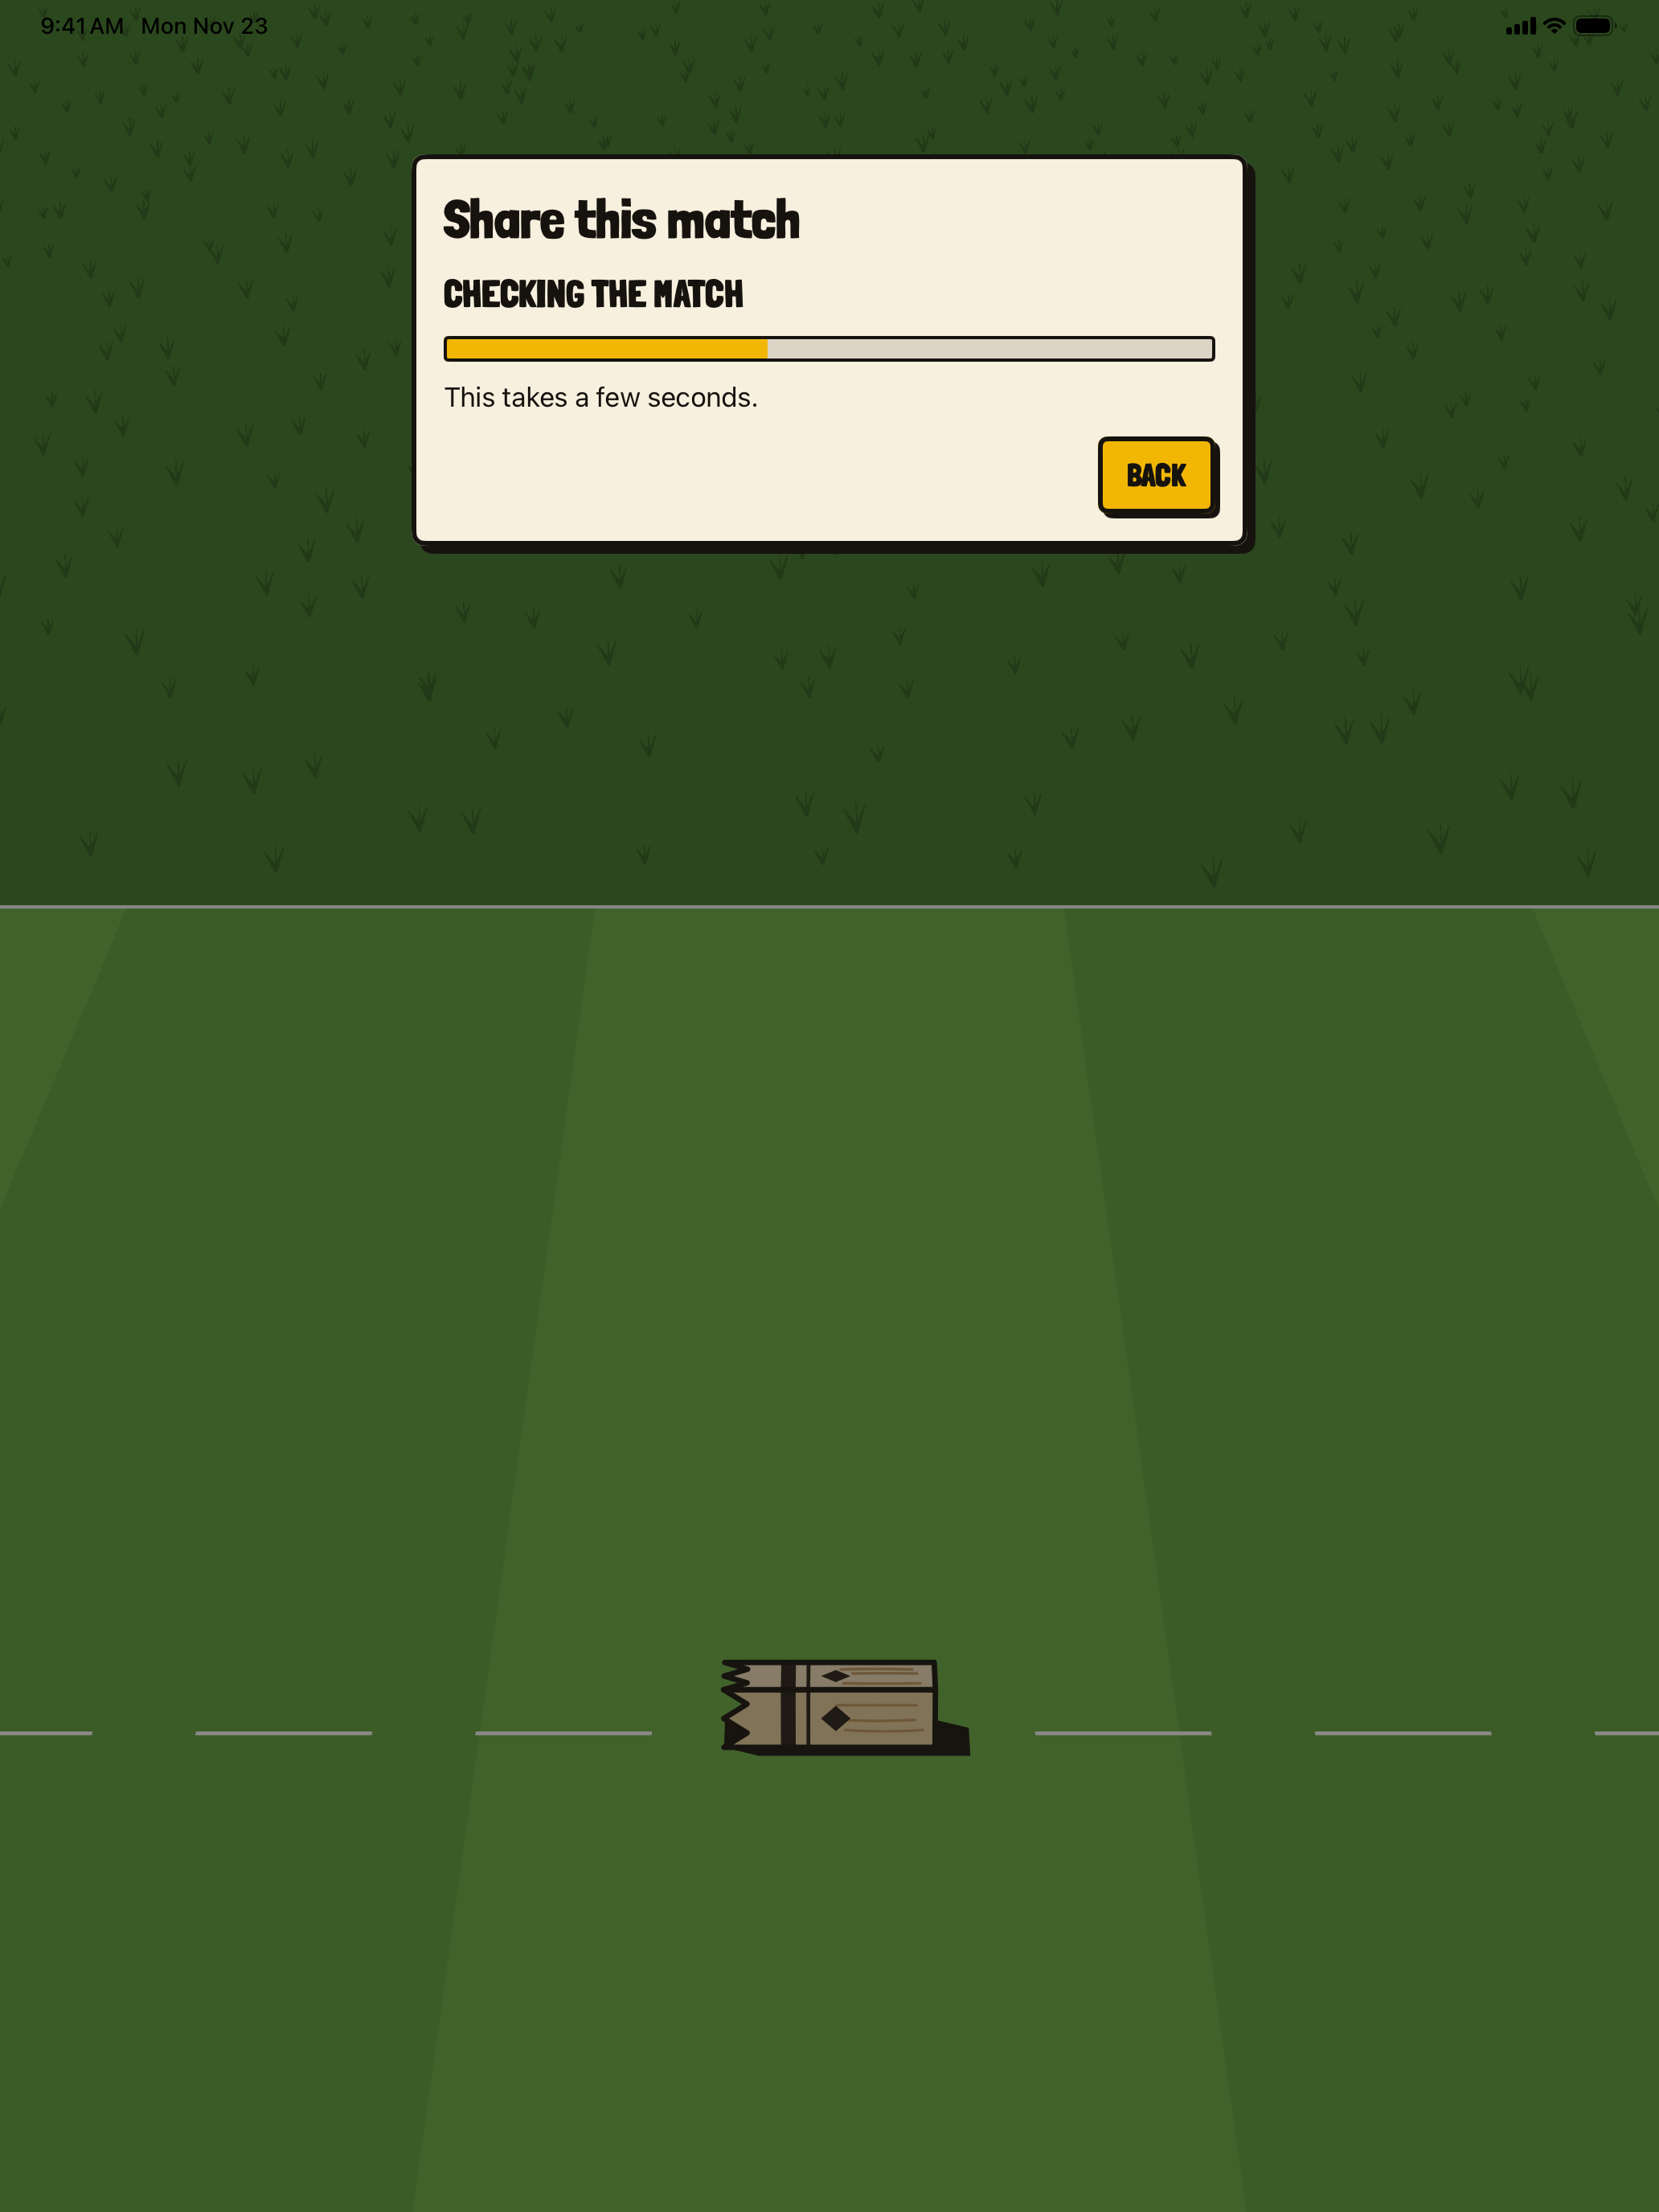 9:41 AM Mon Nov 23
Share this match
CHECKING THE MATCH
This takes a few seconds.
BACK